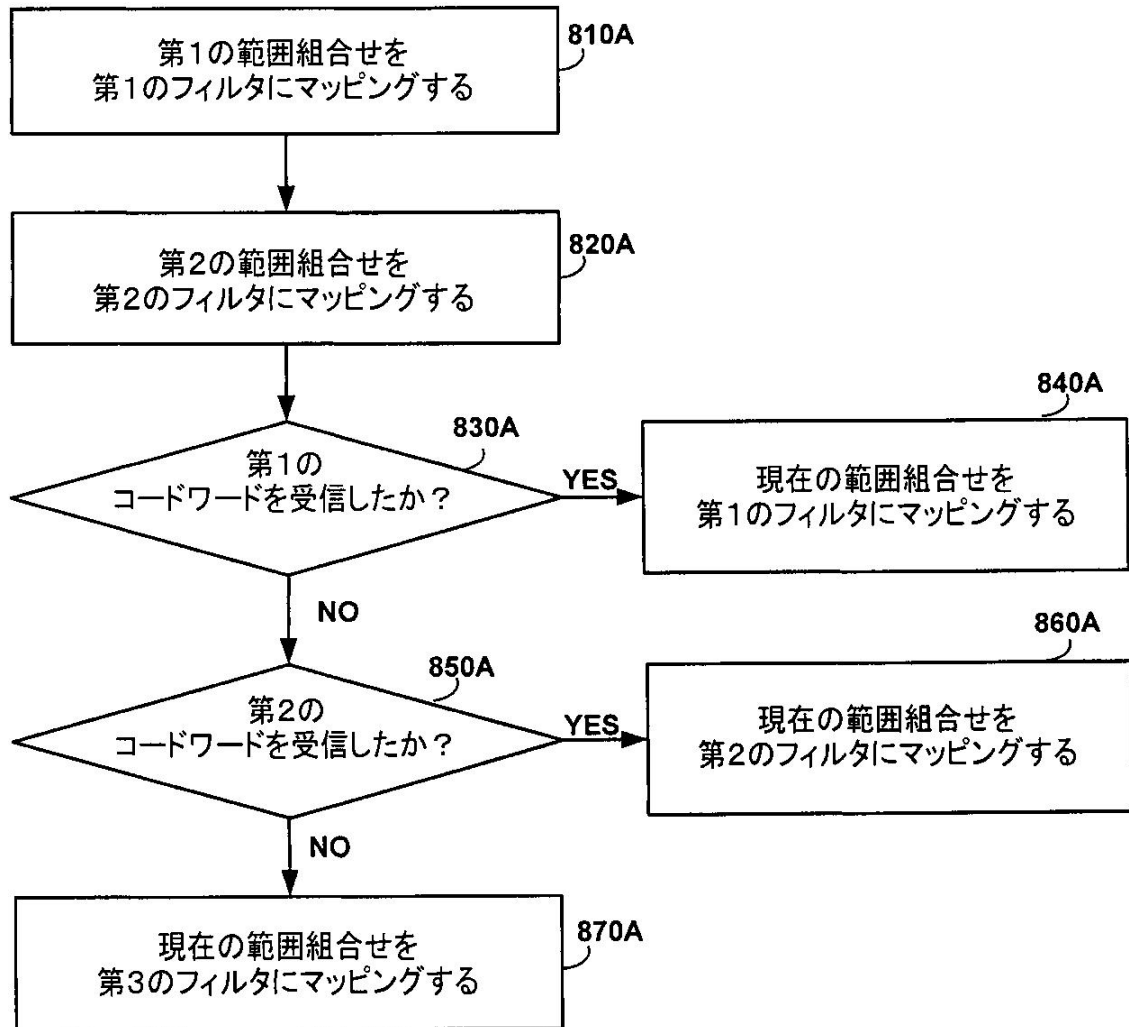 第1の範囲組合せを
第1のフィルタにマッピングする
810A
第2の範囲組合せを
第2のフィルタにマッピングする
820A
第1の
コードワードを受信したか？
830A
YES
840A
現在の範囲組合せを
第1のフィルタにマッピングする
NO
第2の
コードワードを受信したか？
850A
YES
860A
現在の範囲組合せを
第2のフィルタにマッピングする
NO
現在の範囲組合せを
第3のフィルタにマッピングする
870A